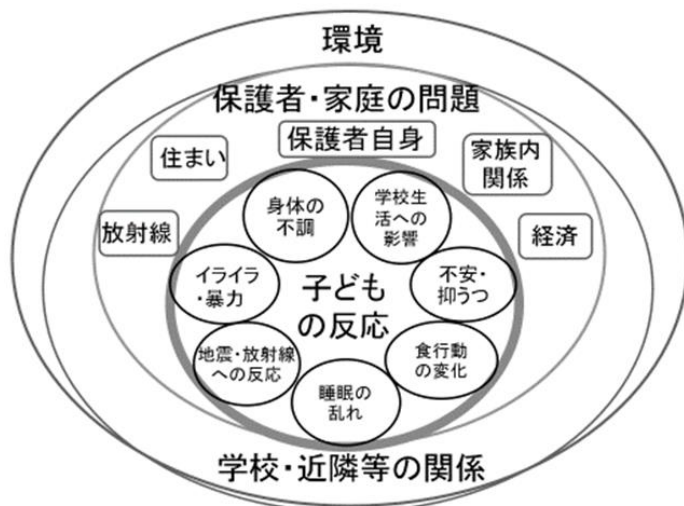 環境
保護者・家庭の問題
保護者自身
住まい
家族内
関係
放射線
経済
身体の
不調
学校生
活への
影響
イライラ
・暴力
子ども
の反応
不安・
抑うつ
地震・放射線
への反応
食行動
の変化
睡眠の
乱れ
学校・近隣等の関係